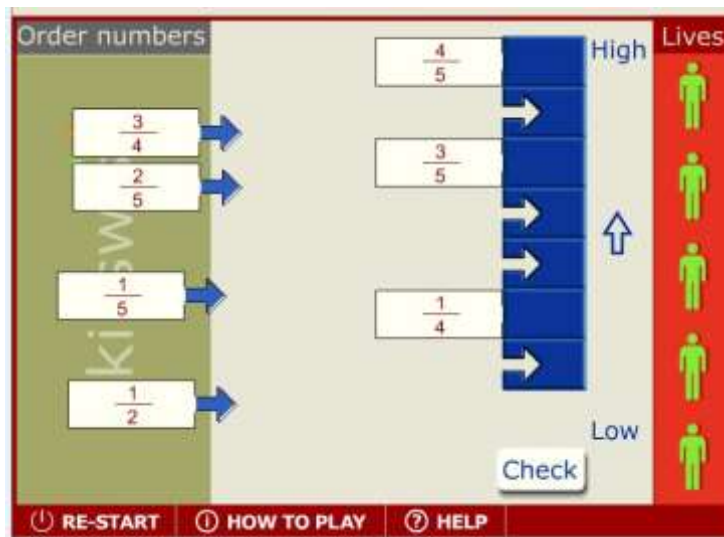 Order numbers
High
Lives
4/5
3/4
3/5
2/5
1/5
1/4
1/2
Low
Check
RE-START
HOW TO PLAY
? HELP